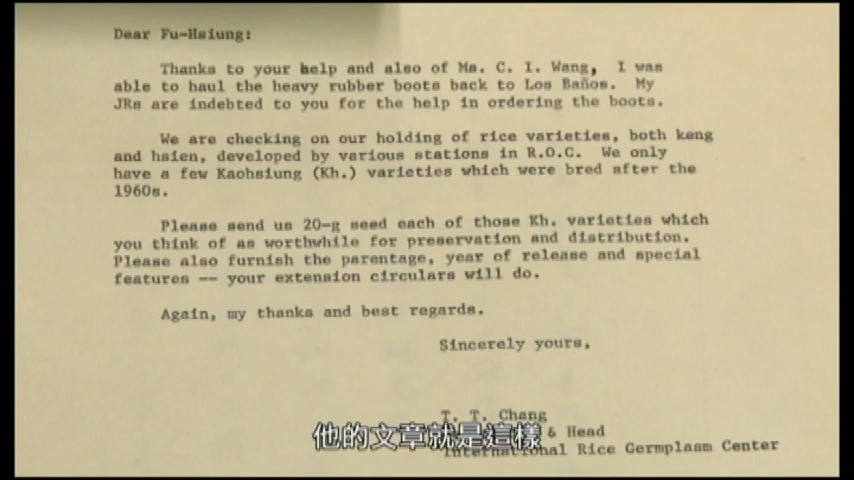 Dear Fu-Hsiung:
Thanks to your help and also of Ms. C. I. Wang, I was
able to haul the heavy rubber boots back to Los Baños. My
JRs are indebted to you for the help in ordering the boots.
We are checking on our holding of rice varieties, both keng
and hsien, developed by various stations in R.O.C. We only
have a few Kaohsiung (Kh.) varieties which were bred after the
1960s.
Please send us 20-g seed each of those Kh. varieties which
you think of as worthwhile for preservation and distribution.
Please also furnish the parentage, year of release and special
features -- your extension circulars will do.
Again, my thanks and best regards.
Sincerely yours,
T. T. Chang
& Head
International Rice Germplasm Center
他的文章就是這樣